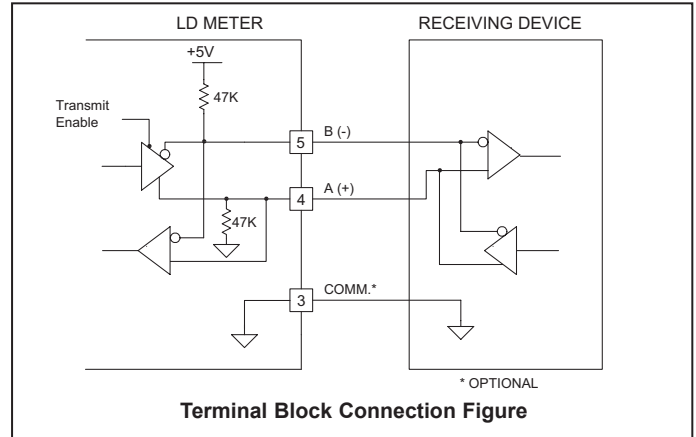 LD METER
RECEIVING DEVICE
+5V
47K
Transmit
Enable
5
B (-)
4
A (+)
47K
3
COMM.*
* OPTIONAL
Terminal Block Connection Figure